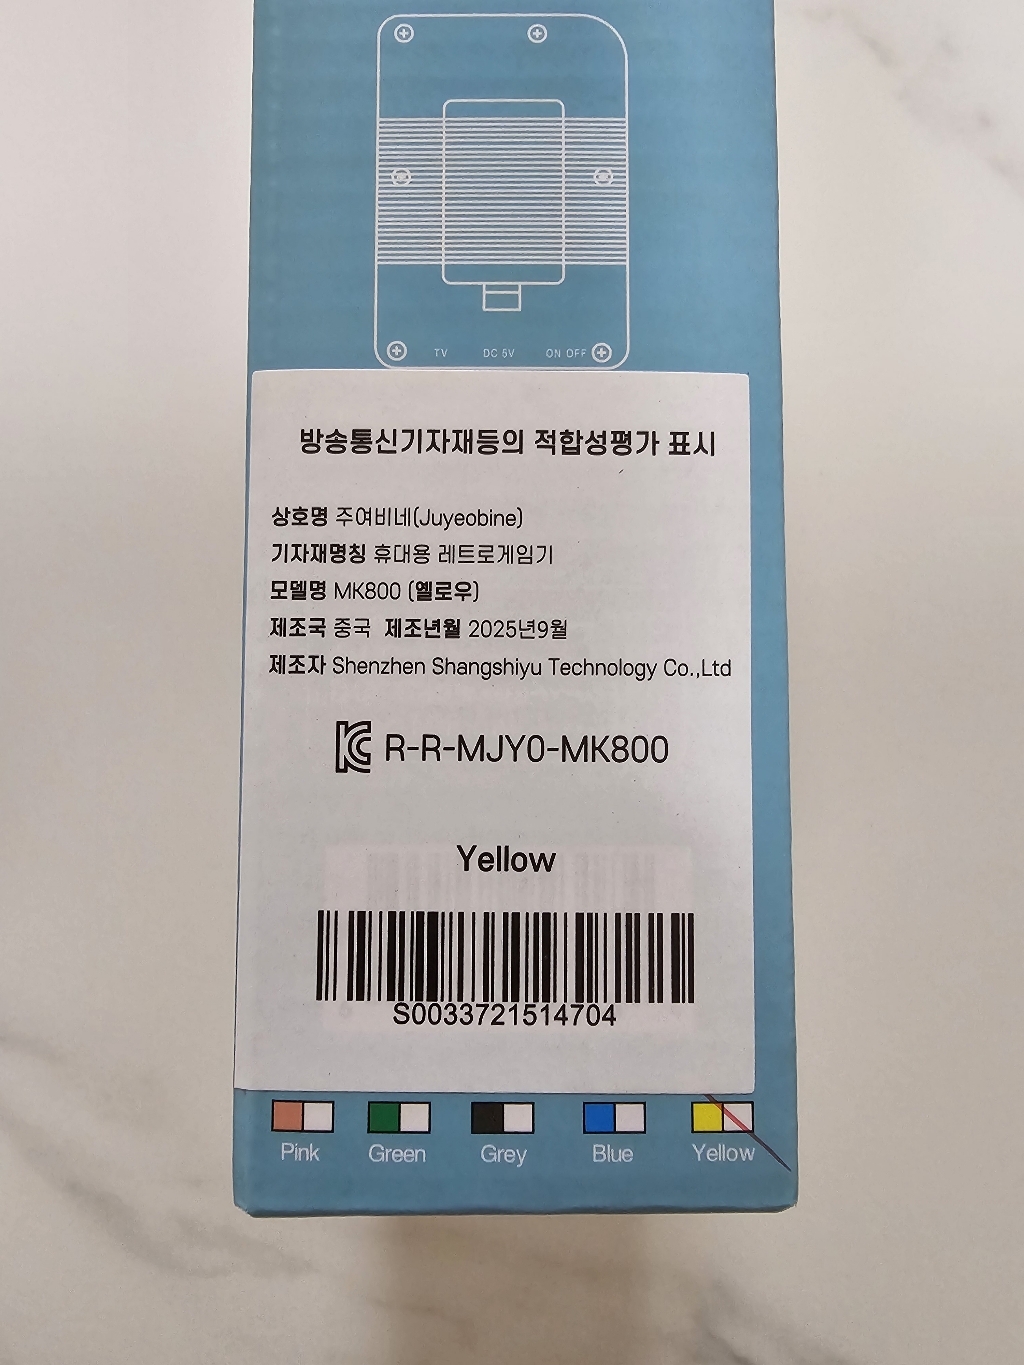 TV DC 5V ON OFF
방송통신기자재등의 적합성평가 표시
상호명 주여비네(Juyeobine)
기자재명칭 휴대용 레트로게임기
모델명 MK800 (옐로우)
제조국 중국 제조년월 2025년9월
제조자 Shenzhen Shangshiyu Technology Co.,Ltd
R-R-MJY0-MK800
Yellow
S0033721514704
Pink Green Grey Blue Yellow